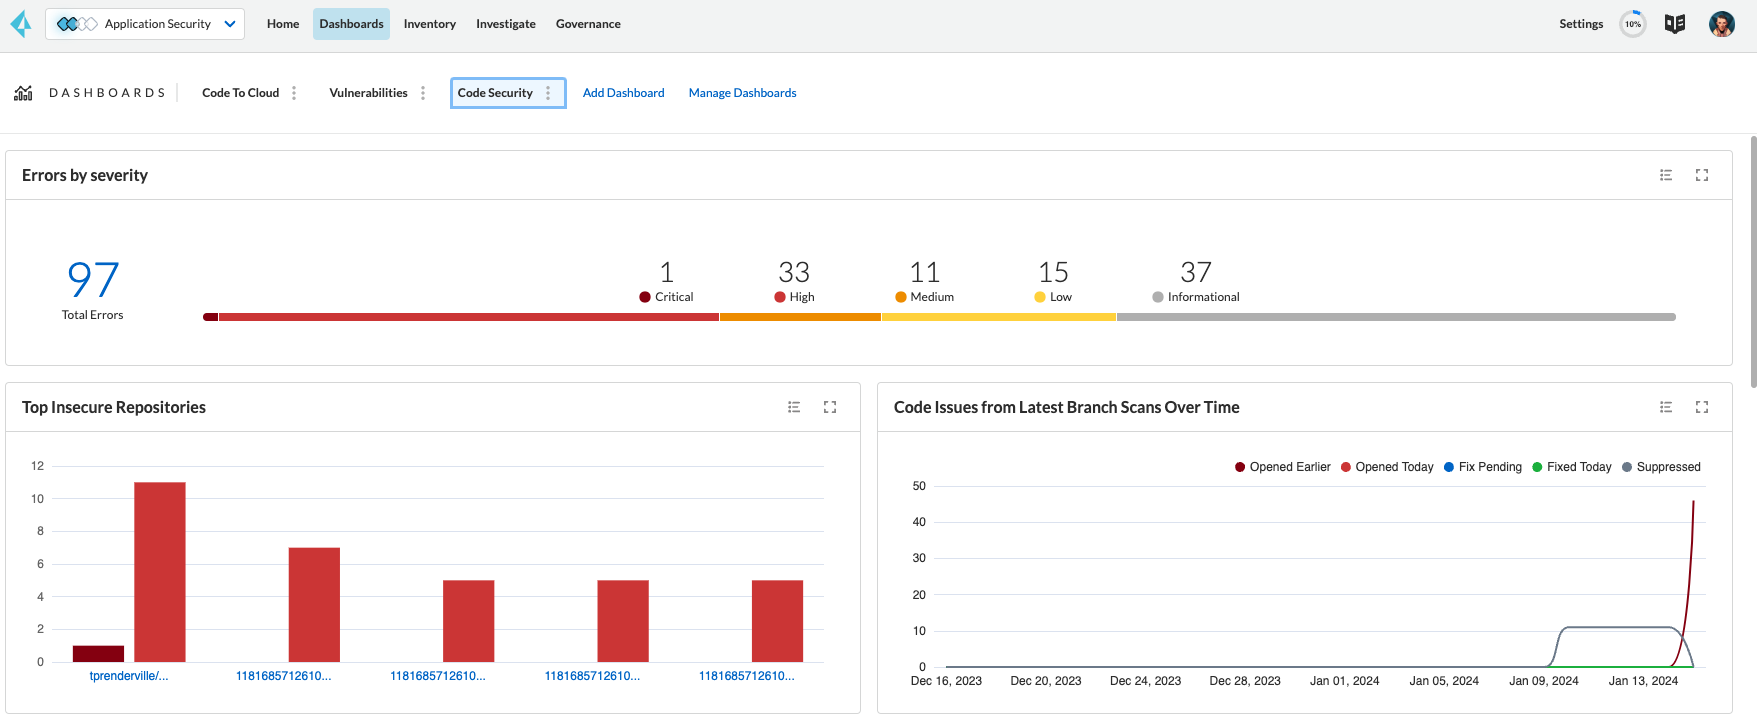 Application Security
Home
Dashboards
Inventory
Investigate
Governance
Settings
10%
DASHBOARDS
Code To Cloud
Vulnerabilities
Code Security
Add Dashboard
Manage Dashboards
Errors by severity
97
Total Errors
1
Critical
33
High
11
Medium
15
Low
37
Informational
Top Insecure Repositories
12
10
8
6
4
2
0
tprenderville/...
1181685712610...
1181685712610...
1181685712610...
1181685712610...
Code Issues from Latest Branch Scans Over Time
Opened Earlier
Opened Today
Fix Pending
Fixed Today
Suppressed
50
40
30
20
10
0
Dec 16, 2023
Dec 20, 2023
Dec 24, 2023
Dec 28, 2023
Jan 01, 2024
Jan 05, 2024
Jan 09, 2024
Jan 13, 2024